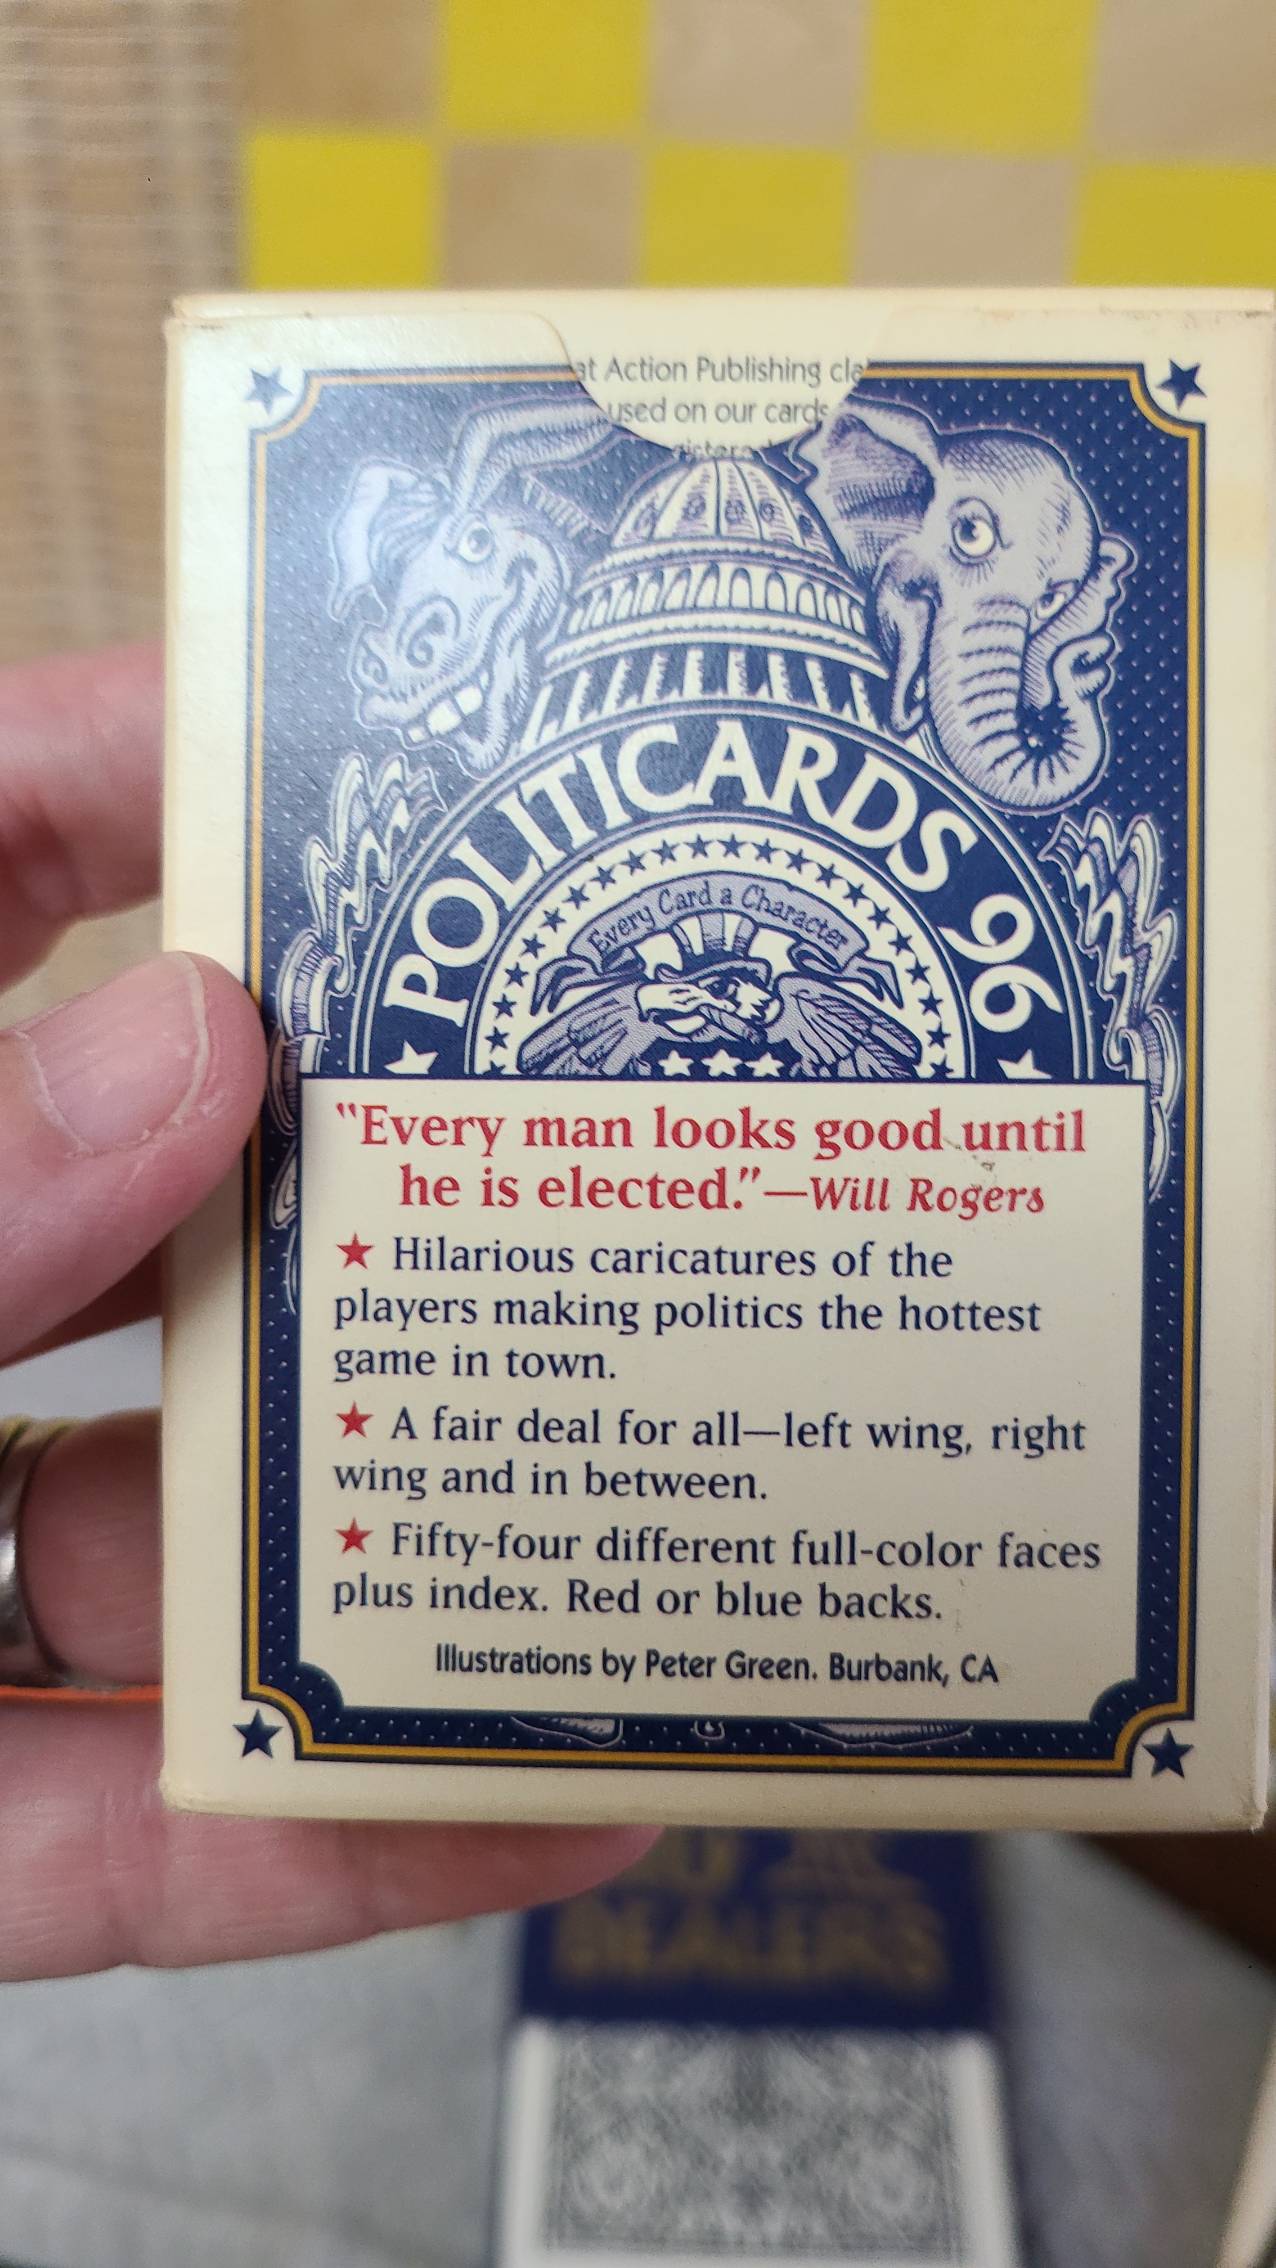 at Action Publishing
used on our cards
POLITICARDS 96
Every Card a Character
"Every man looks good until
he is elected."—Will Rogers
★ Hilarious caricatures of the
players making politics the hottest
game in town.
★ A fair deal for all—left wing, right
wing and in between.
★ Fifty-four different full-color faces
plus index. Red or blue backs.
Illustrations by Peter Green. Burbank, CA